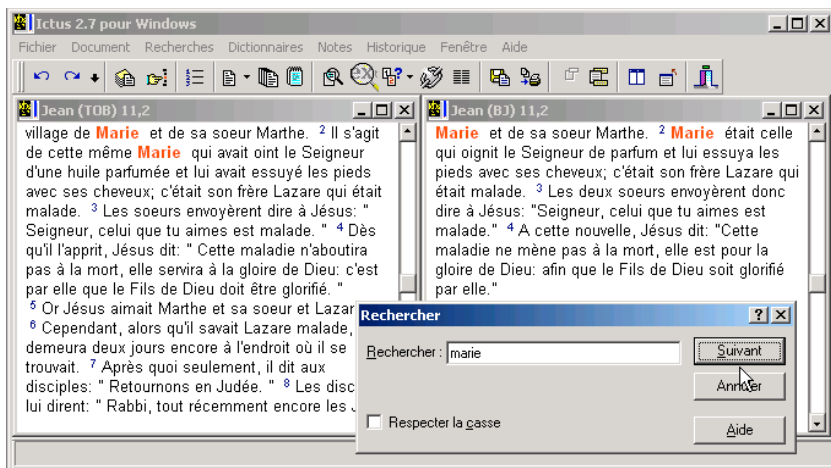 Ictus 2.7 pour Windows
Fichier Document Recherches Dictionnaires Notes Historique Fenêtre Aide
Jean (TOB) 11,2
village de Marie et de sa soeur Marthe. 2 Il s'agit
de cette même Marie qui avait oint le Seigneur
d'une huile parfumée et lui avait essuyé les pieds
avec ses cheveux; c'était son frère Lazare qui était
malade. 3 Les soeurs envoyèrent dire à Jésus: "
Seigneur, celui que tu aimes est malade. " 4 Dès
qu'il l'apprit, Jésus dit: " Cette maladie n'aboutira
pas à la mort, elle servira à la gloire de Dieu: c'est
par elle que le Fils de Dieu doit être glorifié. "
5 Or Jésus aimait Marthe et sa soeur et Lazar
6 Cependant, alors qu'il savait Lazare malade,
demeura deux jours encore à l'endroit où il se
trouvait. 7 Après quoi seulement, il dit aux
disciples: " Retournons en Judée. " 8 Les disc
lui dirent: " Rabbi, tout récemment encore les
Jean (BJ) 11,2
Marie et de sa soeur Marthe. 2 Marie était celle
qui oignit le Seigneur de parfum et lui essuya les
pieds avec ses cheveux; c'était son frère Lazare qui
était malade. 3 Les deux soeurs envoyèrent donc
dire à Jésus: "Seigneur, celui que tu aimes est
malade." 4 A cette nouvelle, Jésus dit: "Cette
maladie ne mène pas à la mort, elle est pour la
gloire de Dieu: afin que le Fils de Dieu soit glorifié
par elle."
Rechercher
Rechercher : marie
Suivant
Annuler
Respecter la casse
Aide